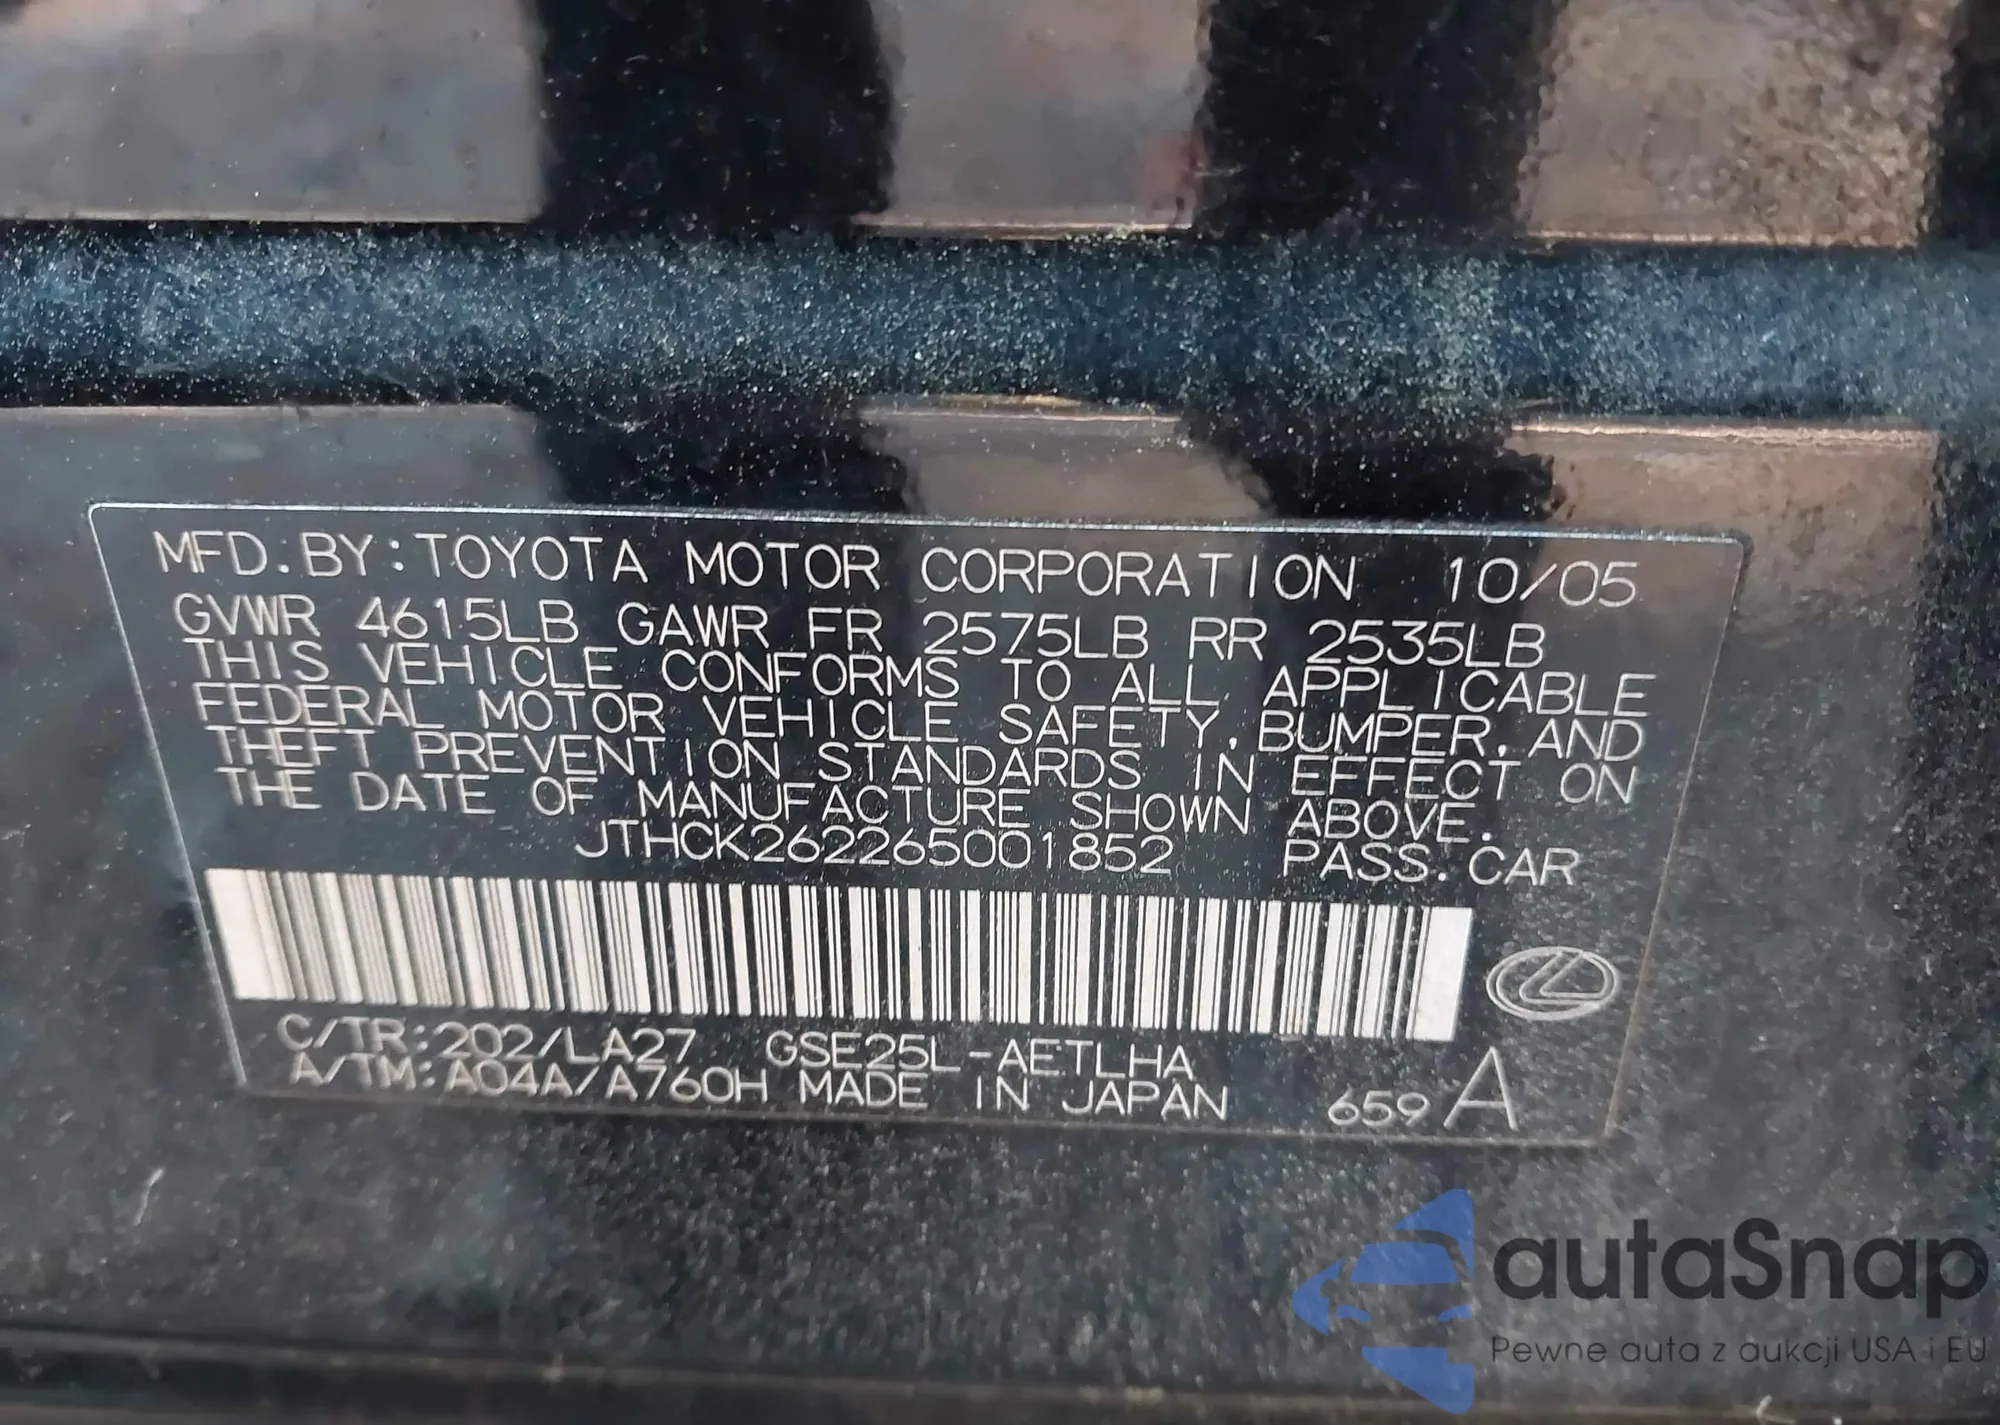 MFD. BY: TOYOTA MOTOR CORPORATION 10/05
GVWR 4615LB GAWR FR 2575LB RR 2535LB
THIS VEHICLE CONFORMS TO ALL APPLICABLE
FEDERAL MOTOR VEHICLE SAFETY, BUMPER, AND
THEFT PREVENTION STANDARDS IN EFFECT ON
THE DATE OF MANUFACTURE SHOWN ABOVE.
JTHCK262265001852 PASS. CAR
C/TR: 202/LA27 GSE25L-AETLHA
A/TM: A04A/A760H MADE IN JAPAN 659 A
autaSnap
Pewne auta z aukcji USA i EU